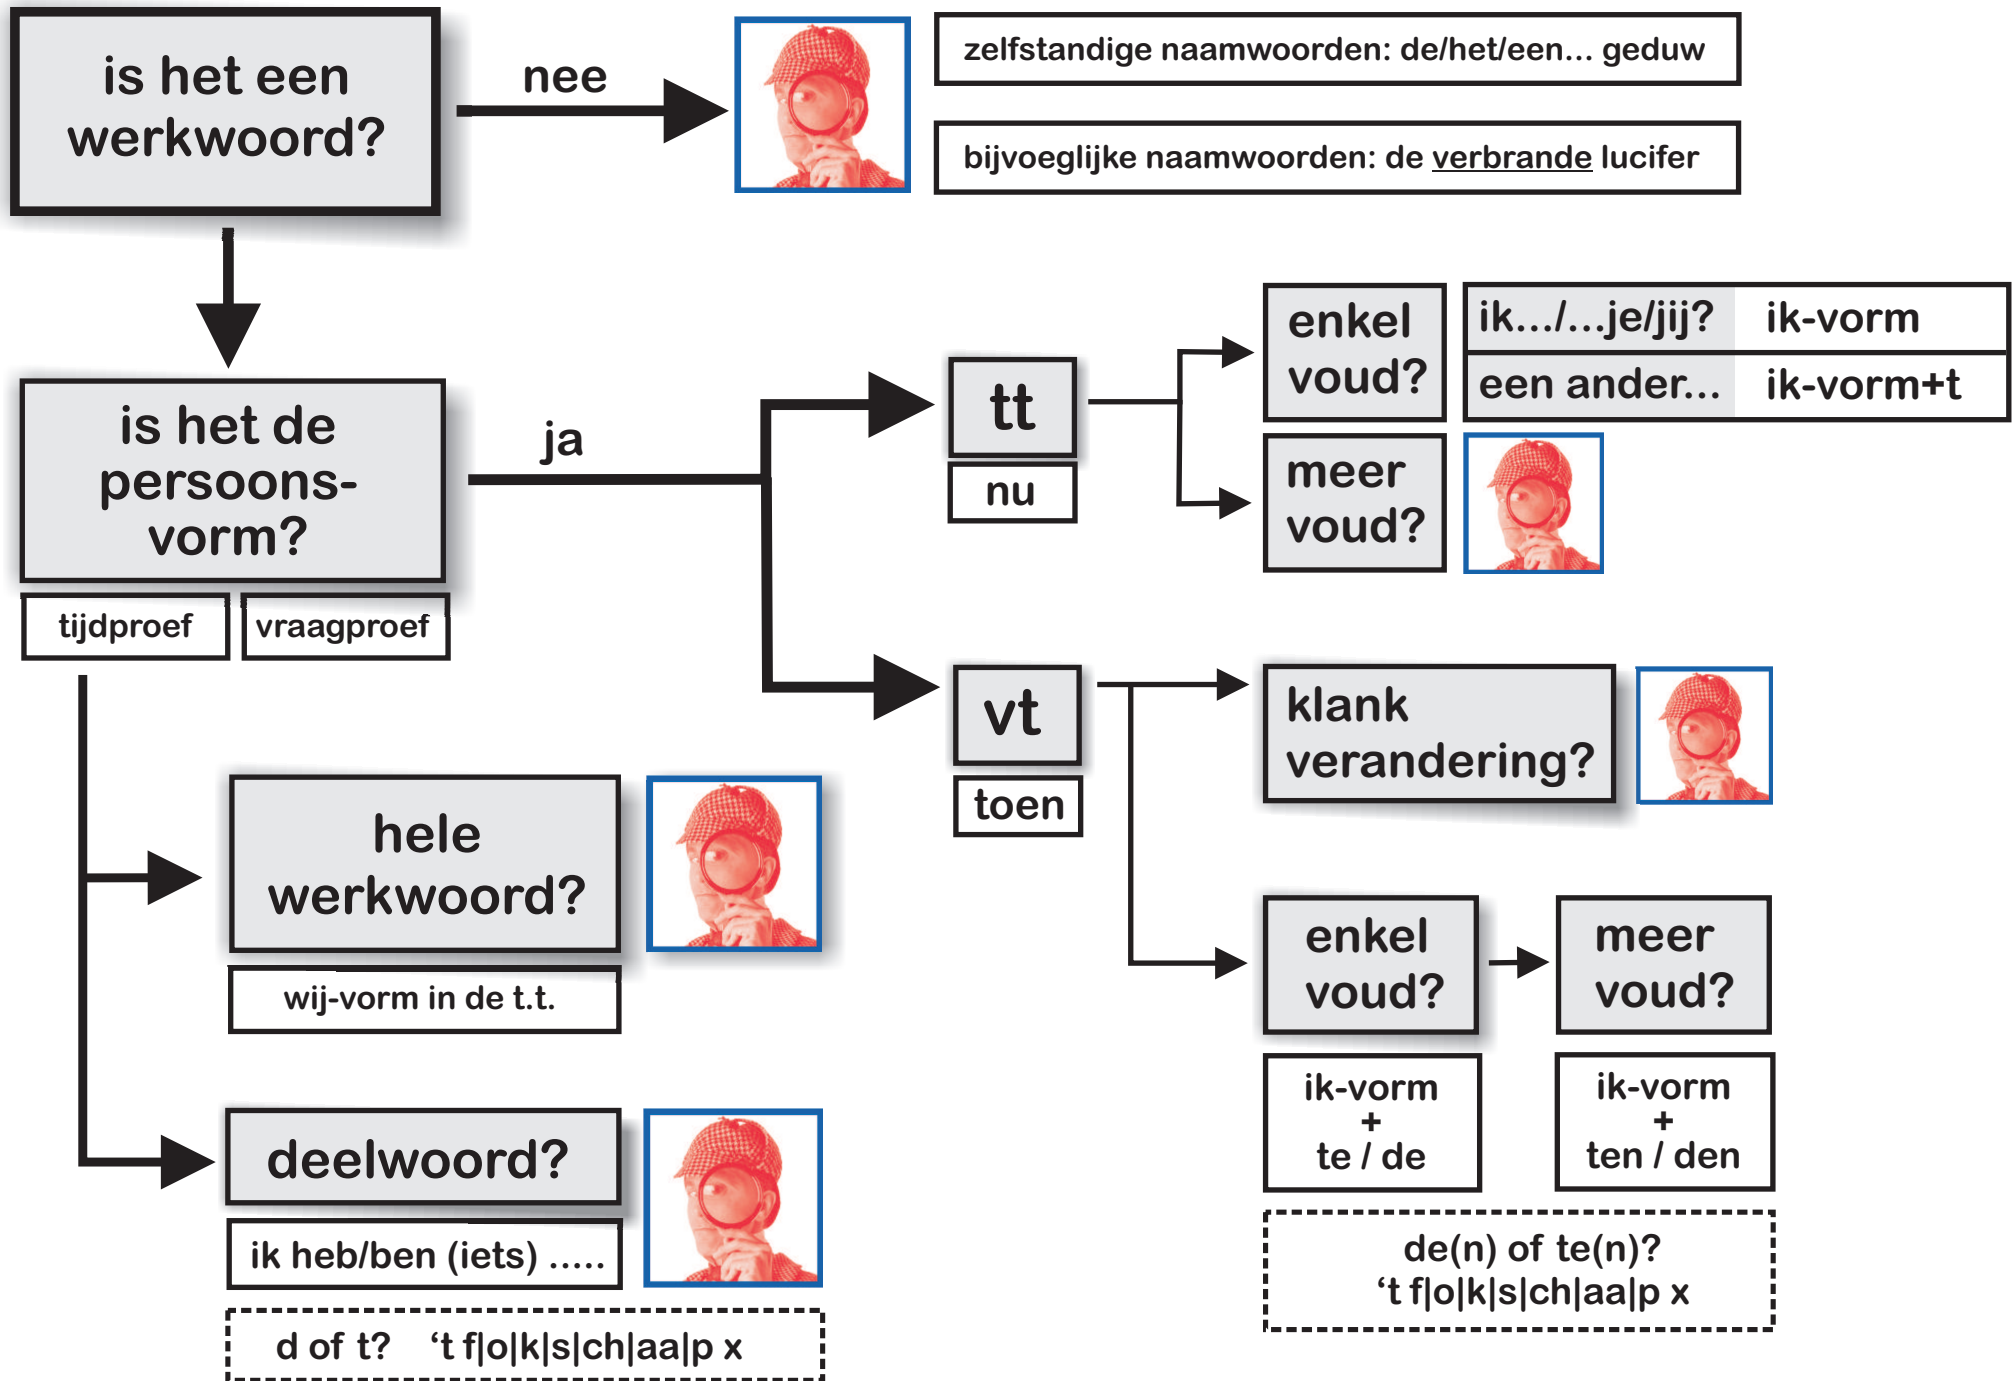 is het een
werkwoord?
nee
zelfstandige naamwoorden: de/het/een... geduw
bijvoeglijke naamwoorden: de verbrande lucifer
is het de
persoons-
vorm?
tijdproef
vraagproef
ja
tt
nu
enkel
voud?
ik.../...je/jij? ik-vorm
een ander... ik-vorm+t
meer
voud?
vt
toen
klank
verandering?
enkel
voud?
ik-vorm
+
te / de
meer
voud?
ik-vorm
+
ten / den
de(n) of te(n)?
‘t f|o|k|s|ch|aa|p x
hele
werkwoord?
wij-vorm in de t.t.
deelwoord?
ik heb/ben (iets) .....
d of t? ‘t f|o|k|s|ch|aa|p x